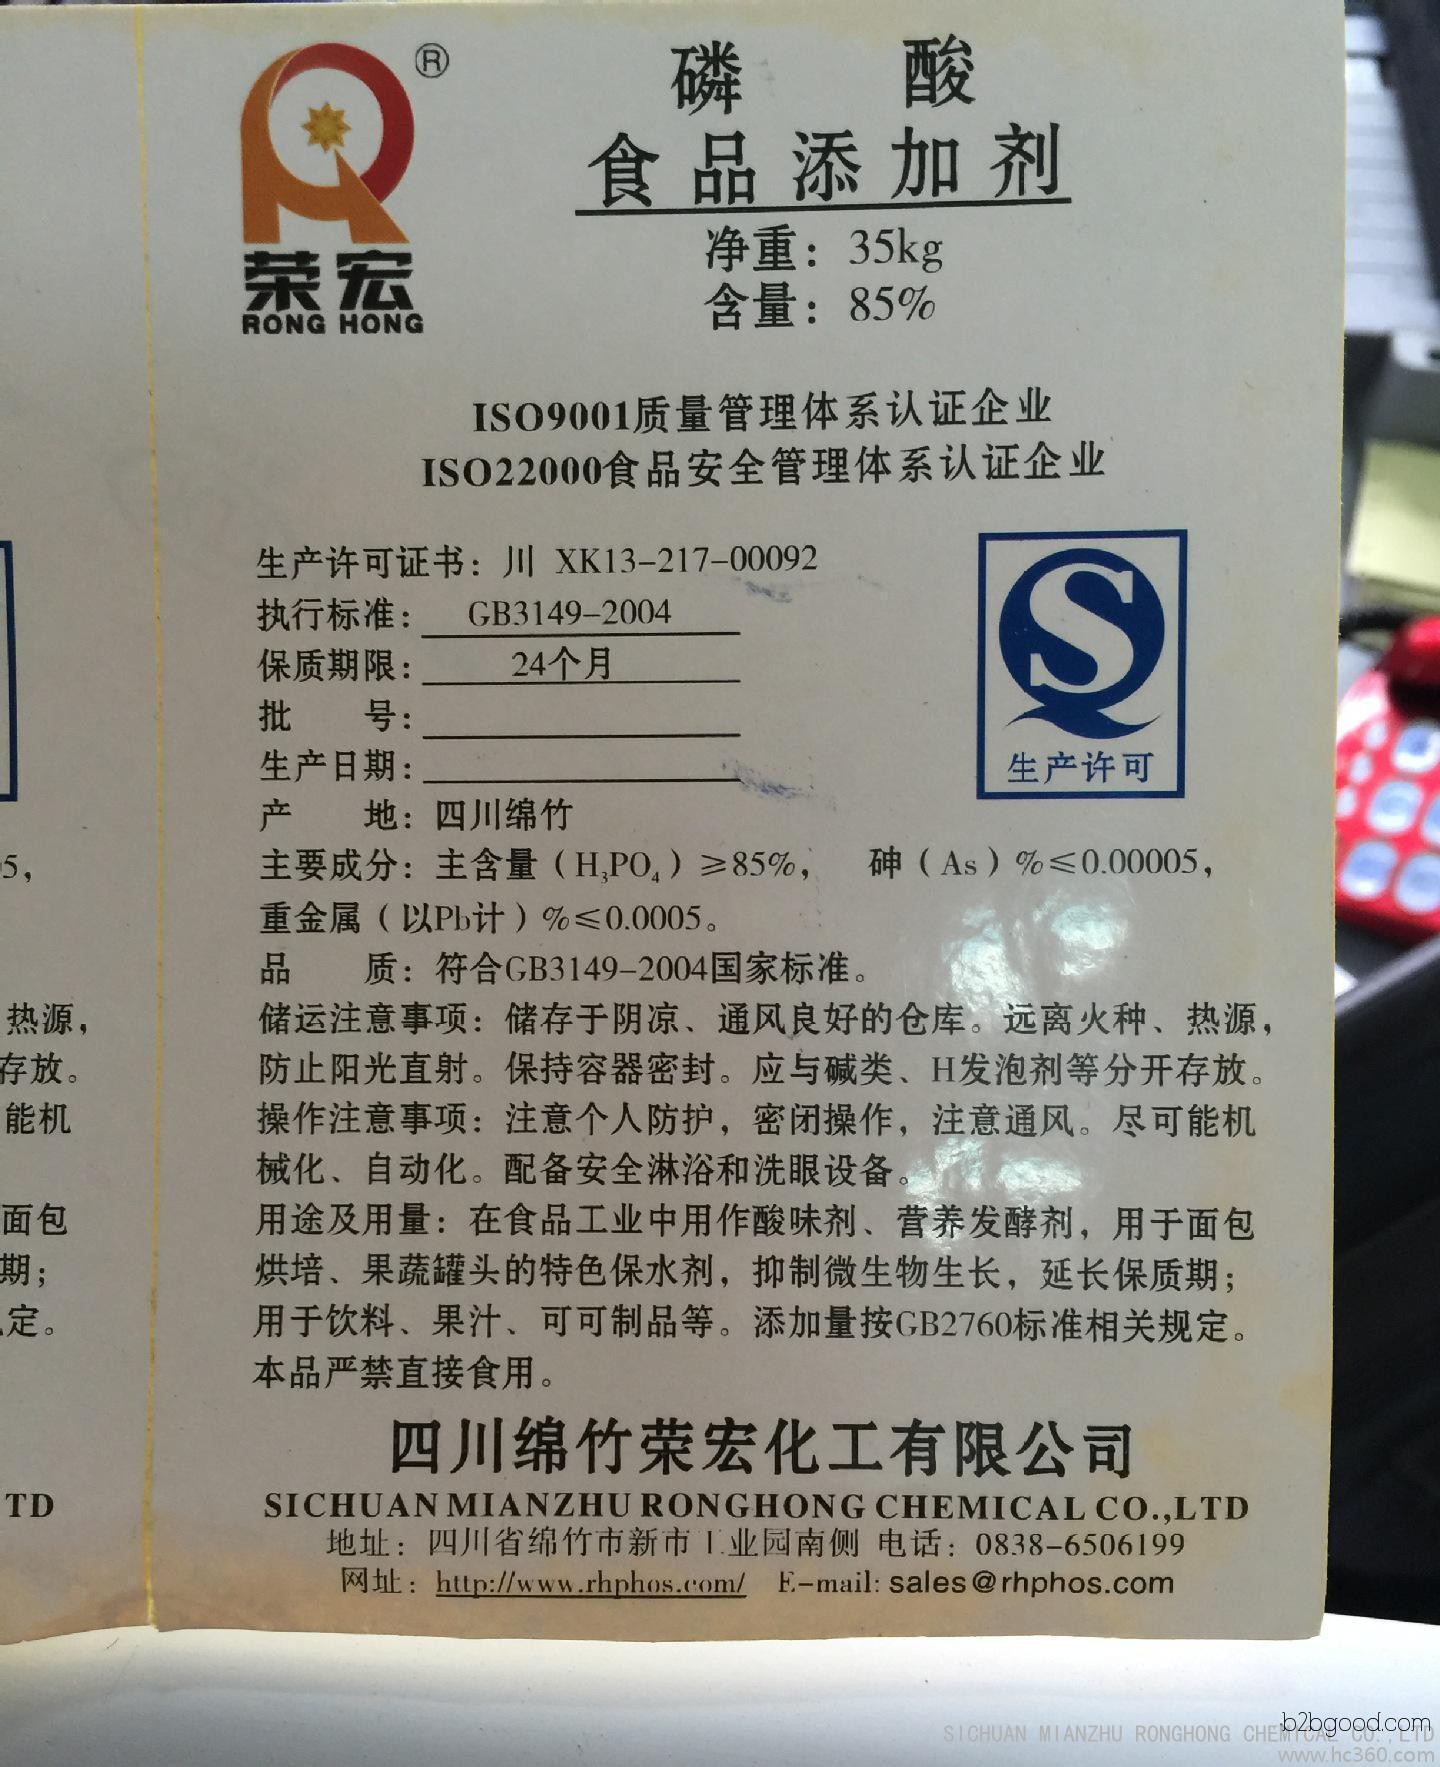 ®
磷 酸
食品添加剂
荣宏
RONG HONG
净重：35kg
含量：85%
ISO9001质量管理体系认证企业
ISO22000食品安全管理体系认证企业
生产许可证书：川 XK13-217-00092
执行标准： GB3149-2004
保质期限： 24个月
批 号：
生产日期：
产 地：四川绵竹
生产许可
主要成分：主含量（H₃PO₄）≥85%， 砷（As）%≤0.00005，
重金属（以Pb计）%≤0.0005。
品 质：符合GB3149-2004国家标准。
储运注意事项：储存于阴凉、通风良好的仓库。远离火种、热源，
防止阳光直射。保持容器密封。应与碱类、H发泡剂等分开存放。
操作注意事项：注意个人防护，密闭操作，注意通风。尽可能机
械化、自动化。配备安全淋浴和洗眼设备。
用途及用量：在食品工业中用作酸味剂、营养发酵剂，用于面包
烘培、果蔬罐头的特色保水剂，抑制微生物生长，延长保质期；
用于饮料、果汁、可可制品等。添加量按GB2760标准相关规定。
本品严禁直接食用。
四川绵竹荣宏化工有限公司
SICHUAN MIANZHU RONGHONG CHEMICAL CO.,LTD
地址：四川省绵竹市新市工业园南侧 电话：0838-6506199
网址：http://www.rhphos.com/ E-mail: sales@rhphos.com
5，
热源，
存放。
能机
面包
期；
定。
TD
b2bgood.com
SICHUAN MIANZHU RONGHONG CHEMICAL CO.,LTD
www.hc360.com